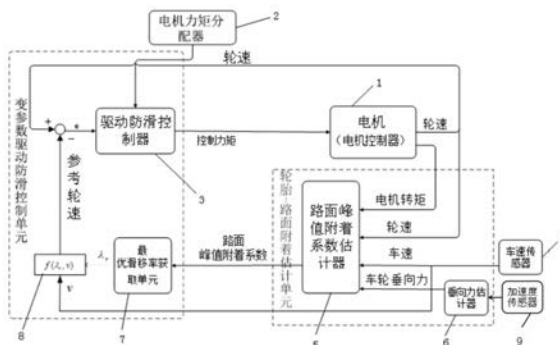 电机力矩分
配器
2
轮速
1
变参数驱动防滑控制单元
+
*
-
驱动防滑控
制器
控制力矩
电机
（电机控制器）
轮速
3
参考轮速
轮胎-路面附着估计单元
电机转矩
路面峰
值附着
系数估
计器
轮速
车速
车轮垂向力
路面
峰值附着系数
最
优滑移率获
取单元
f(λ,,v)
v
车速传
感器
垂向力估
计器
加速度
传感器
8
7
5
6
9